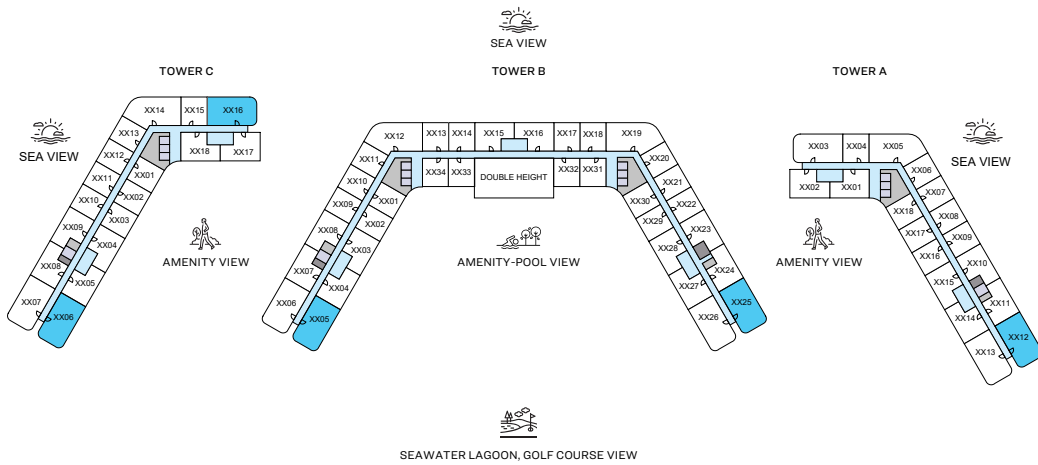 SEA VIEW
TOWER C
TOWER B
TOWER A
SEA VIEW
SEA VIEW
XX14
XX15
XX16
XX13
XX12
XX11
XX10
XX09
XX08
XX07
XX06
XX05
XX04
XX03
XX02
XX01
XX18
XX17
AMENITY VIEW
XX12
XX13
XX14
XX15
XX16
XX17
XX18
XX19
XX11
XX10
XX01
XX02
XX08
XX03
XX07
XX04
XX06
XX05
XX34
XX33
DOUBLE HEIGHT
XX32
XX31
XX20
XX21
XX30
XX22
XX29
XX23
XX28
XX24
XX27
XX25
XX26
AMENITY-POOL VIEW
XX03
XX04
XX05
XX02
XX01
XX06
XX07
XX18
XX08
XX17
XX09
XX16
XX10
XX15
XX11
XX14
XX12
XX13
AMENITY VIEW
SEAWATER LAGOON, GOLF COURSE VIEW